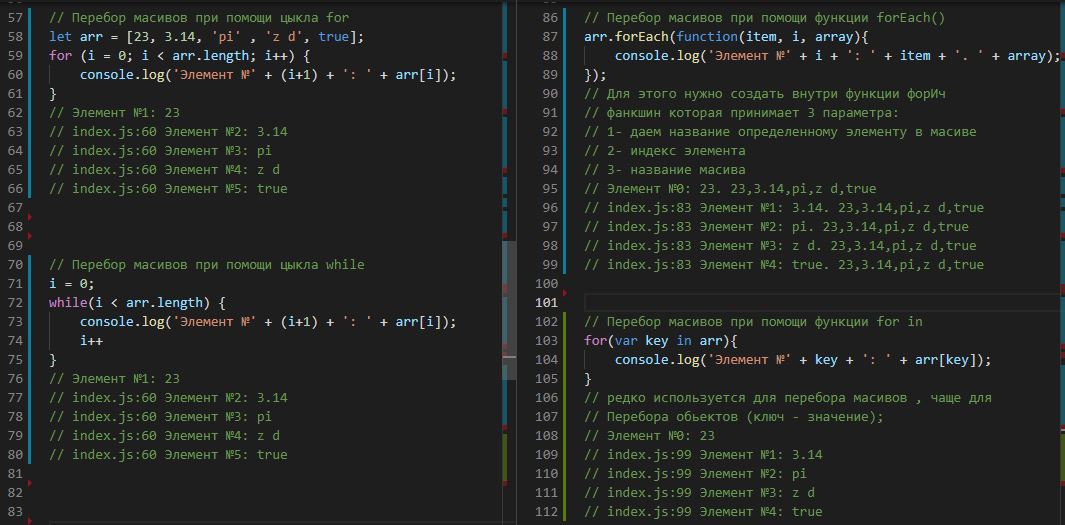 57 // Перебор масивов при помощи цыкла for
58 let arr = [23, 3.14, 'pi' , 'z d', true];
59 for (i = 0; i < arr.length; i++) {
60 console.log('Элемент №' + (i+1) + ': ' + arr[i]);
61 }
62 // Элемент №1: 23
63 // index.js:60 Элемент №2: 3.14
64 // index.js:60 Элемент №3: pi
65 // index.js:60 Элемент №4: z d
66 // index.js:60 Элемент №5: true
67
68
69
70 // Перебор масивов при помощи цыкла while
71 i = 0;
72 while(i < arr.length) {
73 console.log('Элемент №' + (i+1) + ': ' + arr[i]);
74 i++
75 }
76 // Элемент №1: 23
77 // index.js:60 Элемент №2: 3.14
78 // index.js:60 Элемент №3: pi
79 // index.js:60 Элемент №4: z d
80 // index.js:60 Элемент №5: true
81
82
83
86 // Перебор масивов при помощи функции forEach()
87 arr.forEach(function(item, i, array){
88 console.log('Элемент №' + i + ': ' + item + '. ' + array);
89 });
90 // Для этого нужно создать внутри функции форИч
91 // фанкшин которая принимает 3 параметра:
92 // 1- даем название определенному элементу в масиве
93 // 2- индекс элемента
94 // 3- название масива
95 // Элемент №0: 23. 23,3.14,pi,z d,true
96 // index.js:83 Элемент №1: 3.14. 23,3.14,pi,z d,true
97 // index.js:83 Элемент №2: pi. 23,3.14,pi,z d,true
98 // index.js:83 Элемент №3: z d. 23,3.14,pi,z d,true
99 // index.js:83 Элемент №4: true. 23,3.14,pi,z d,true
100
101
102 // Перебор масивов при помощи функции for in
103 for(var key in arr){
104 console.log('Элемент №' + key + ': ' + arr[key]);
105 }
106 // редко используется для перебора масивов , чаще для
107 // Перебора обьектов (ключ - значение);
108 // Элемент №0: 23
109 // index.js:99 Элемент №1: 3.14
110 // index.js:99 Элемент №2: pi
111 // index.js:99 Элемент №3: z d
112 // index.js:99 Элемент №4: true